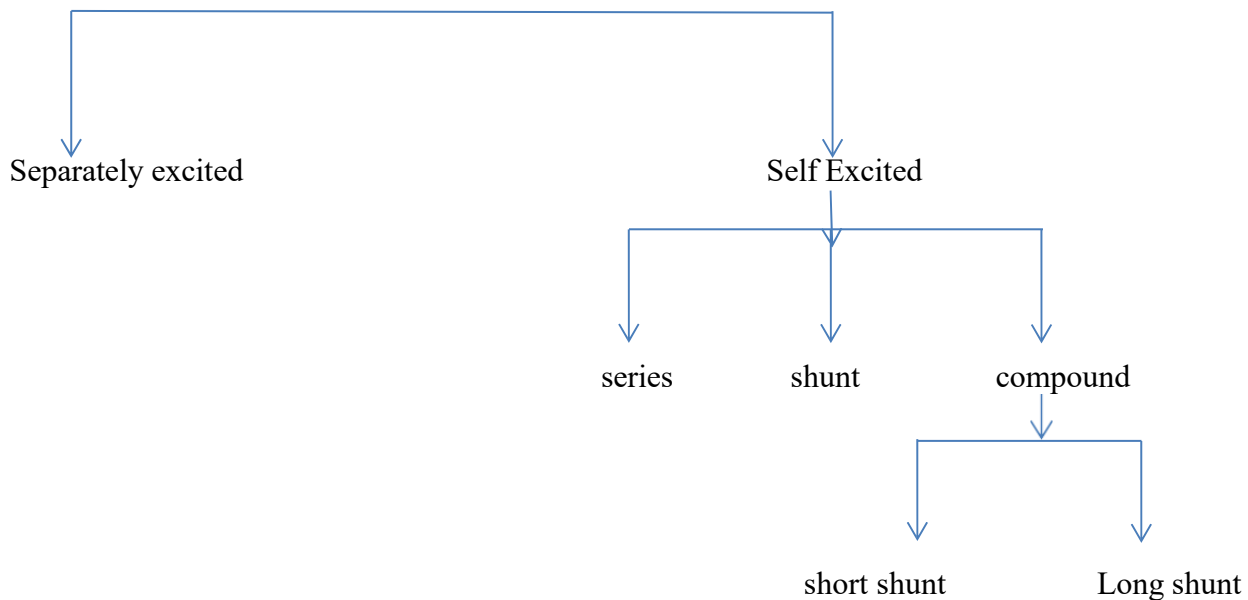 Separately excited
Self Excited
series
shunt
compound
short shunt
Long shunt